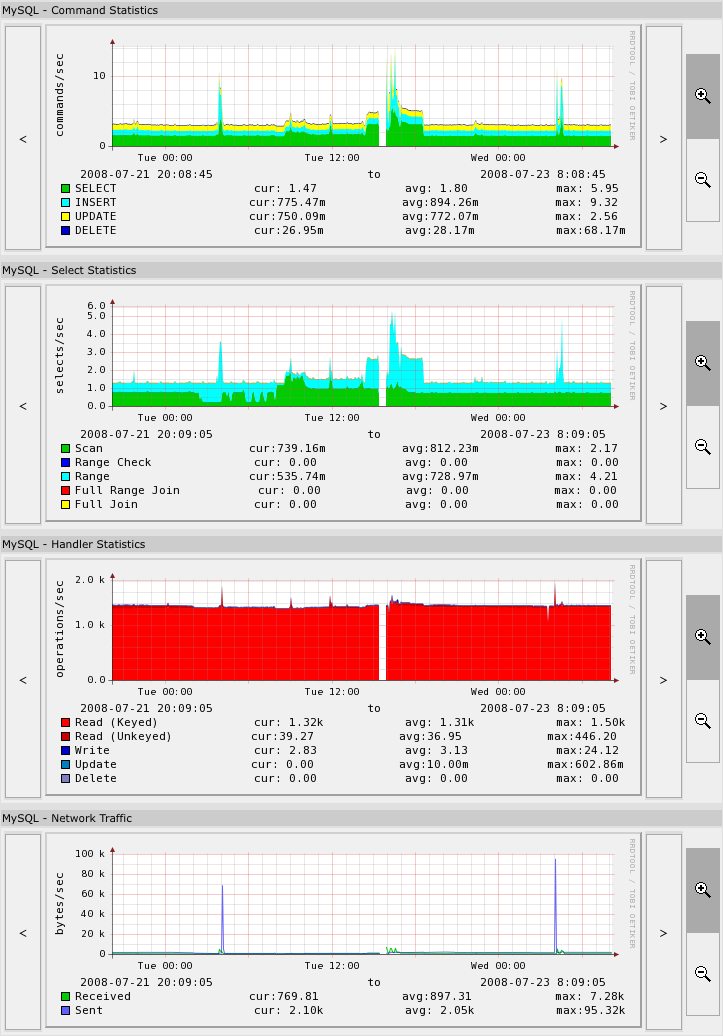 MySQL - Command Statistics
RRDTOOL / TOBI OETIKER
commands/sec
10
0
Tue 00:00 Tue 12:00 Wed 00:00
2008-07-21 20:08:45 to 2008-07-23 8:08:45
SELECT cur: 1.47 avg: 1.80 max: 5.95
INSERT cur:775.47m avg:894.26m max: 9.32
UPDATE cur:750.09m avg:772.07m max: 2.56
DELETE cur:26.95m avg:28.17m max:68.17m
<
>
MySQL - Select Statistics
RRDTOOL / TOBI OETIKER
selects/sec
6.0
5.0
4.0
3.0
2.0
1.0
0.0
Tue 00:00 Tue 12:00 Wed 00:00
2008-07-21 20:09:05 to 2008-07-23 8:09:05
Scan cur:739.16m avg:812.23m max: 2.17
Range Check cur: 0.00 avg: 0.00 max: 0.00
Range cur:535.74m avg:728.97m max: 4.21
Full Range Join cur: 0.00 avg: 0.00 max: 0.00
Full Join cur: 0.00 avg: 0.00 max: 0.00
<
>
MySQL - Handler Statistics
RRDTOOL / TOBI OETIKER
operations/sec
2.0 k
1.0 k
0.0
Tue 00:00 Tue 12:00 Wed 00:00
2008-07-21 20:09:05 to 2008-07-23 8:09:05
Read (Keyed) cur: 1.32k avg: 1.31k max: 1.50k
Read (Unkeyed) cur:39.27 avg:36.95 max:446.20
Write cur: 2.83 avg: 3.13 max:24.12
Update cur: 0.00 avg:10.00m max:602.86m
Delete cur: 0.00 avg: 0.00 max: 0.00
<
>
MySQL - Network Traffic
RRDTOOL / TOBI OETIKER
bytes/sec
100 k
80 k
60 k
40 k
20 k
0
Tue 00:00 Tue 12:00 Wed 00:00
2008-07-21 20:09:05 to 2008-07-23 8:09:05
Received cur:769.81 avg:897.31 max: 7.28k
Sent cur: 2.10k avg: 2.05k max:95.32k
<
>